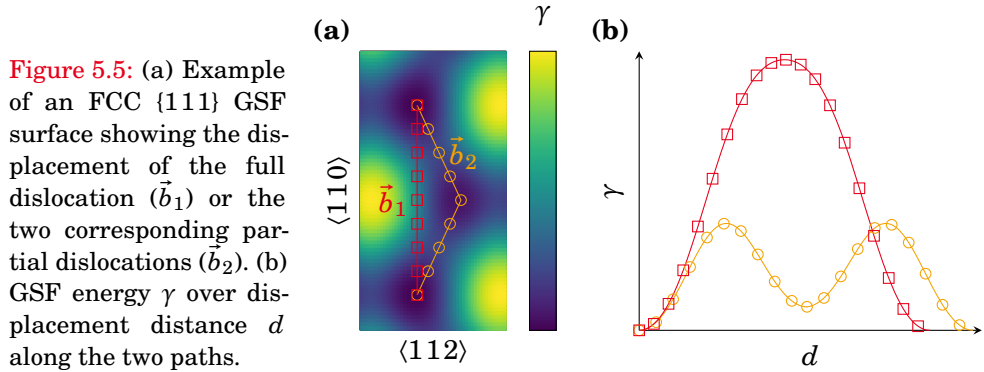 Figure 5.5: (a) Example
of an FCC {111} GSF
surface showing the dis-
placement of the full
dislocation (b⃗₁) or the
two corresponding par-
tial dislocations (b⃗₂). (b)
GSF energy γ over dis-
placement distance d
along the two paths.
(a)
γ
⟨110⟩
b⃗₁
b⃗₂
⟨112⟩
(b)
γ
d